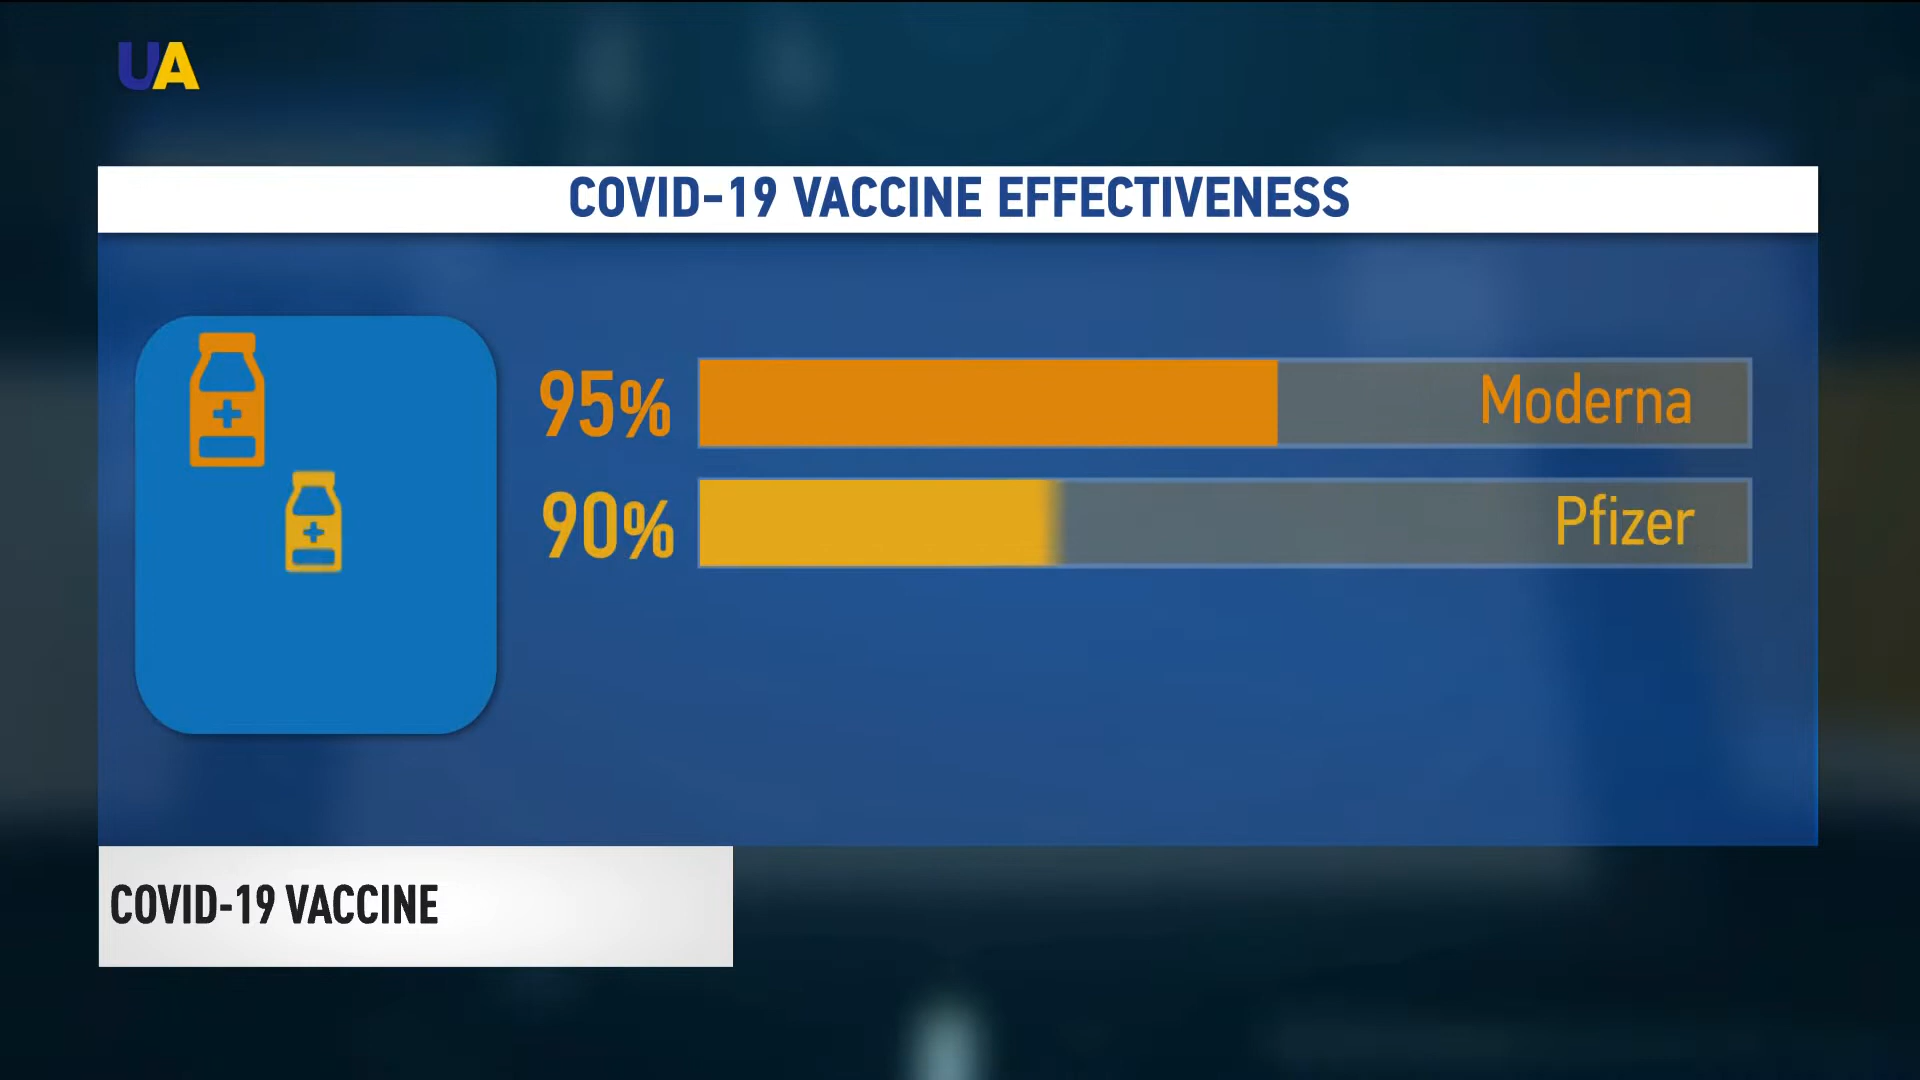 UA
COVID-19 VACCINE EFFECTIVENESS
95% Moderna
90% Pfizer
COVID-19 VACCINE